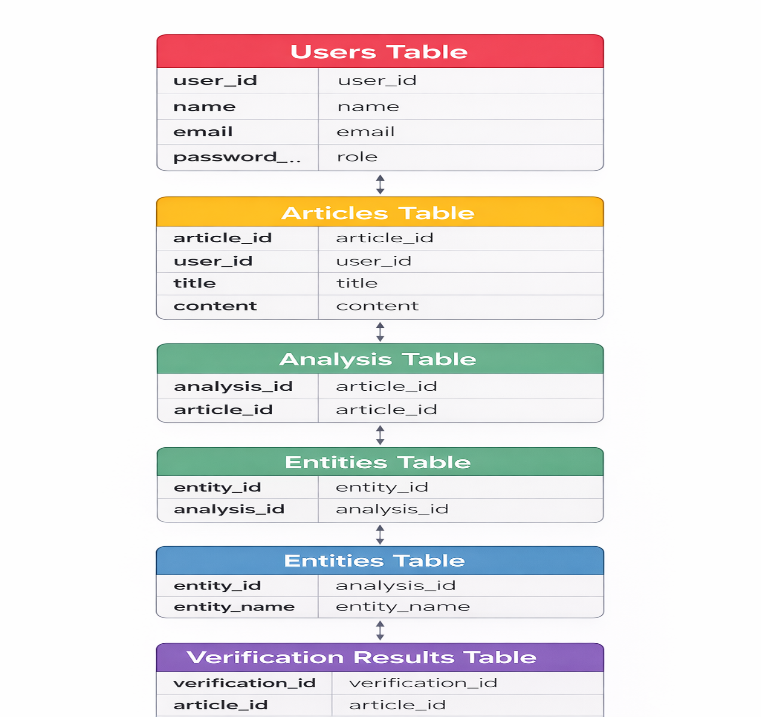 Users Table
user_id user_id
name name
email email
password_.. role
Articles Table
article_id article_id
user_id user_id
title title
content content
Analysis Table
analysis_id article_id
article_id article_id
Entities Table
entity_id entity_id
analysis_id analysis_id
Entities Table
entity_id analysis_id
entity_name entity_name
Verification Results Table
verification_id verification_id
article_id article_id